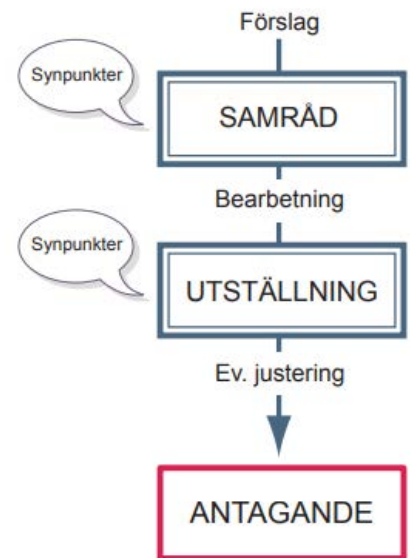 Förslag
Synpunkter
SAMRÅD
Bearbetning
Synpunkter
UTSTÄLLNING
Ev. justering
ANTAGANDE